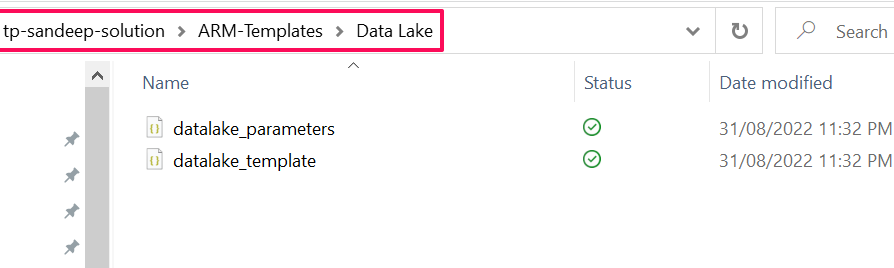 tp-sandeep-solution > ARM-Templates > Data Lake Search
Name Status Date modified
datalake_parameters 31/08/2022 11:32 PM
datalake_template 31/08/2022 11:32 PM